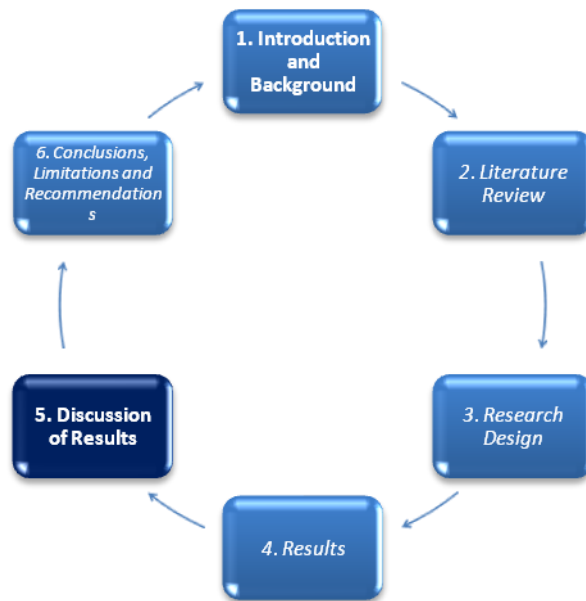 1. Introduction
and
Background
2. Literature
Review
3. Research
Design
4. Results
5. Discussion
of Results
6. Conclusions,
Limitations and
Recommendation
s